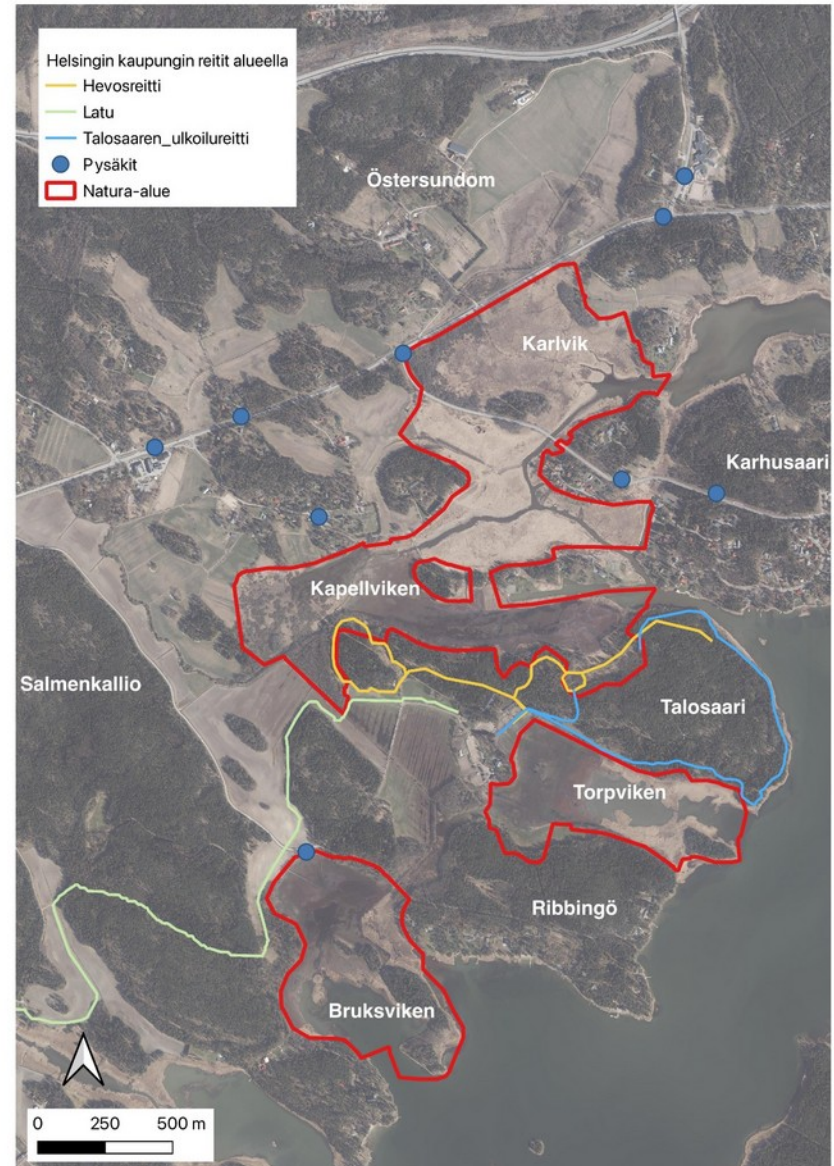 Helsingin kaupungin reitit alueella
Hevosreitti
Latu
Talosaaren_ulkoilureitti
Pysäkit
Natura-alue
Östersundom
Karlvik
Karhusaari
Kapellviken
Salmenkallio
Talosaari
Torpviken
Ribbingö
Bruksviken
0 250 500 m